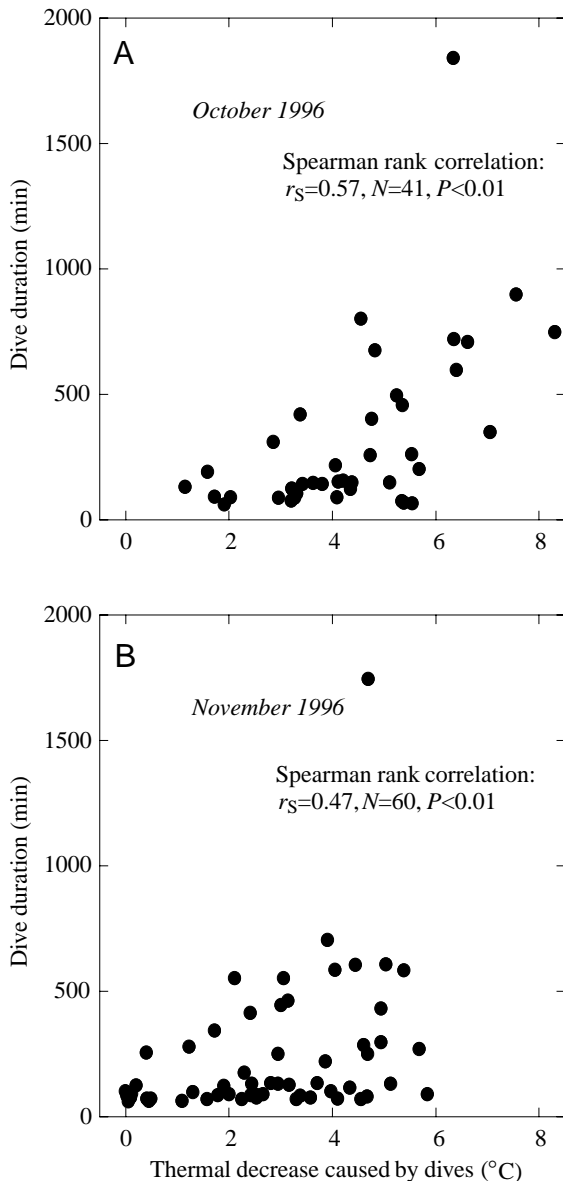 2000
A
October 1996
1500
Spearman rank correlation:
rS=0.57, N=41, P<0.01
Dive duration (min)
1000
500
0
0 2 4 6 8
2000
B
November 1996
1500
Spearman rank correlation:
rS=0.47, N=60, P<0.01
Dive duration (min)
1000
500
0
0 2 4 6 8
Thermal decrease caused by dives (°C)